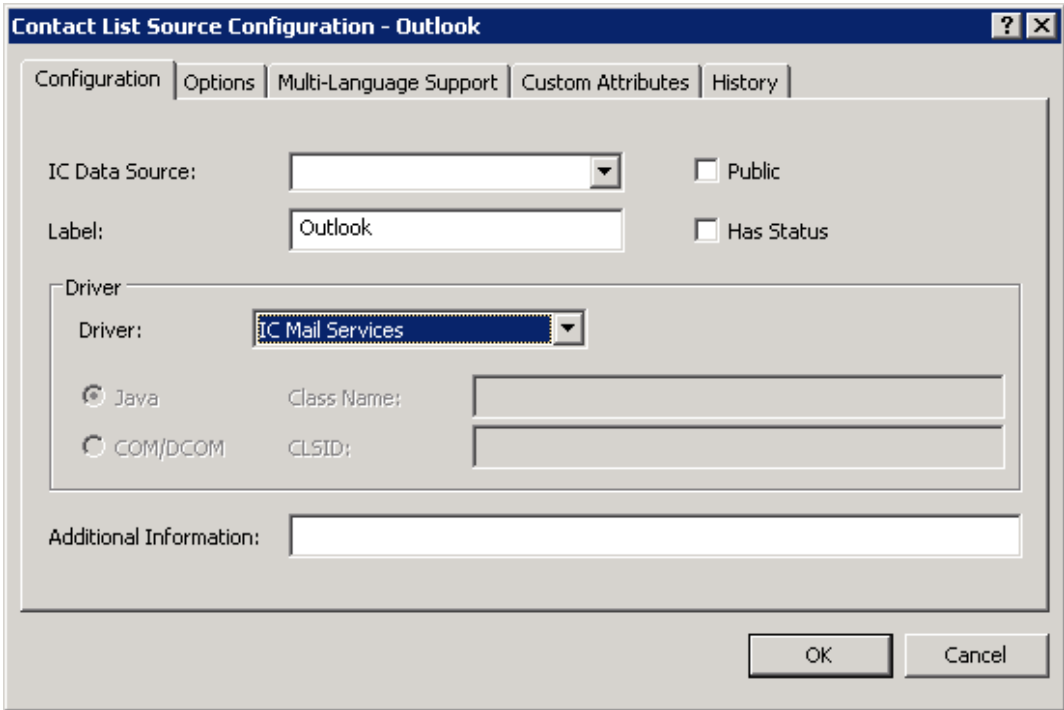 Contact List Source Configuration - Outlook
Configuration Options Multi-Language Support Custom Attributes History
IC Data Source: Public
Label: Outlook Has Status
Driver
Driver: IC Mail Services
Java Class Name:
COM/DCOM CLSID:
Additional Information:
OK Cancel